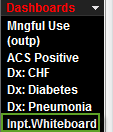 Dashboards
Mngful Use
(outp)
ACS Positive
Dx: CHF
Dx: Diabetes
Dx: Pneumonia
Inpt.Whiteboard